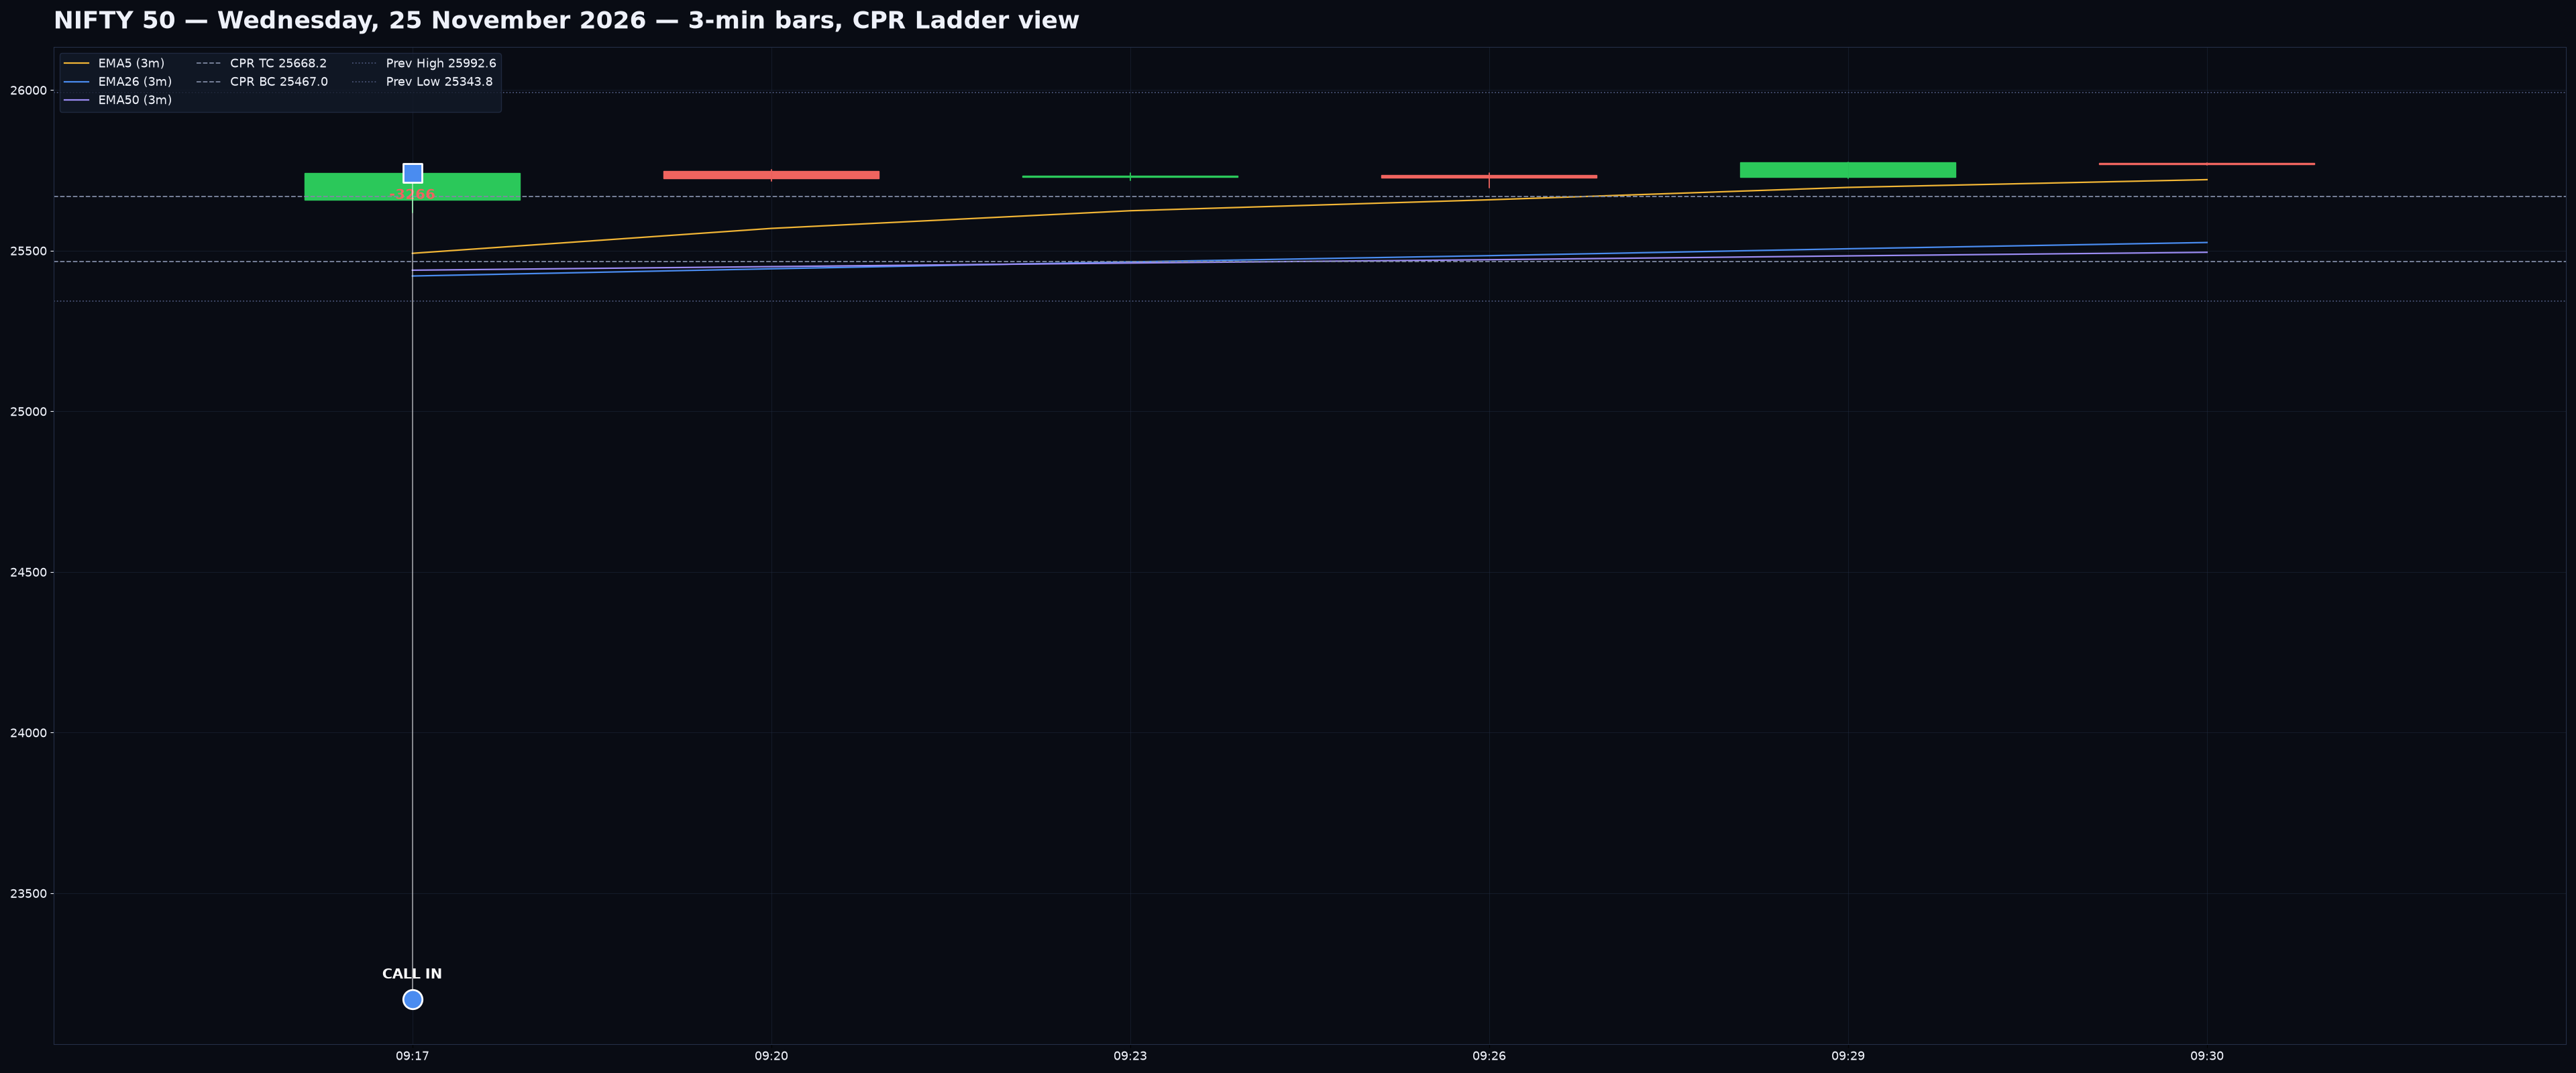 NIFTY 50 — Wednesday, 25 November 2026 — 3-min bars, CPR Ladder view
EMA5 (3m) CPR TC 25668.2 Prev High 25992.6
EMA26 (3m) CPR BC 25467.0 Prev Low 25343.8
EMA50 (3m)
26000
25500
25000
24500
24000
23500
CALL IN
09:17 09:20 09:23 09:26 09:29 09:30